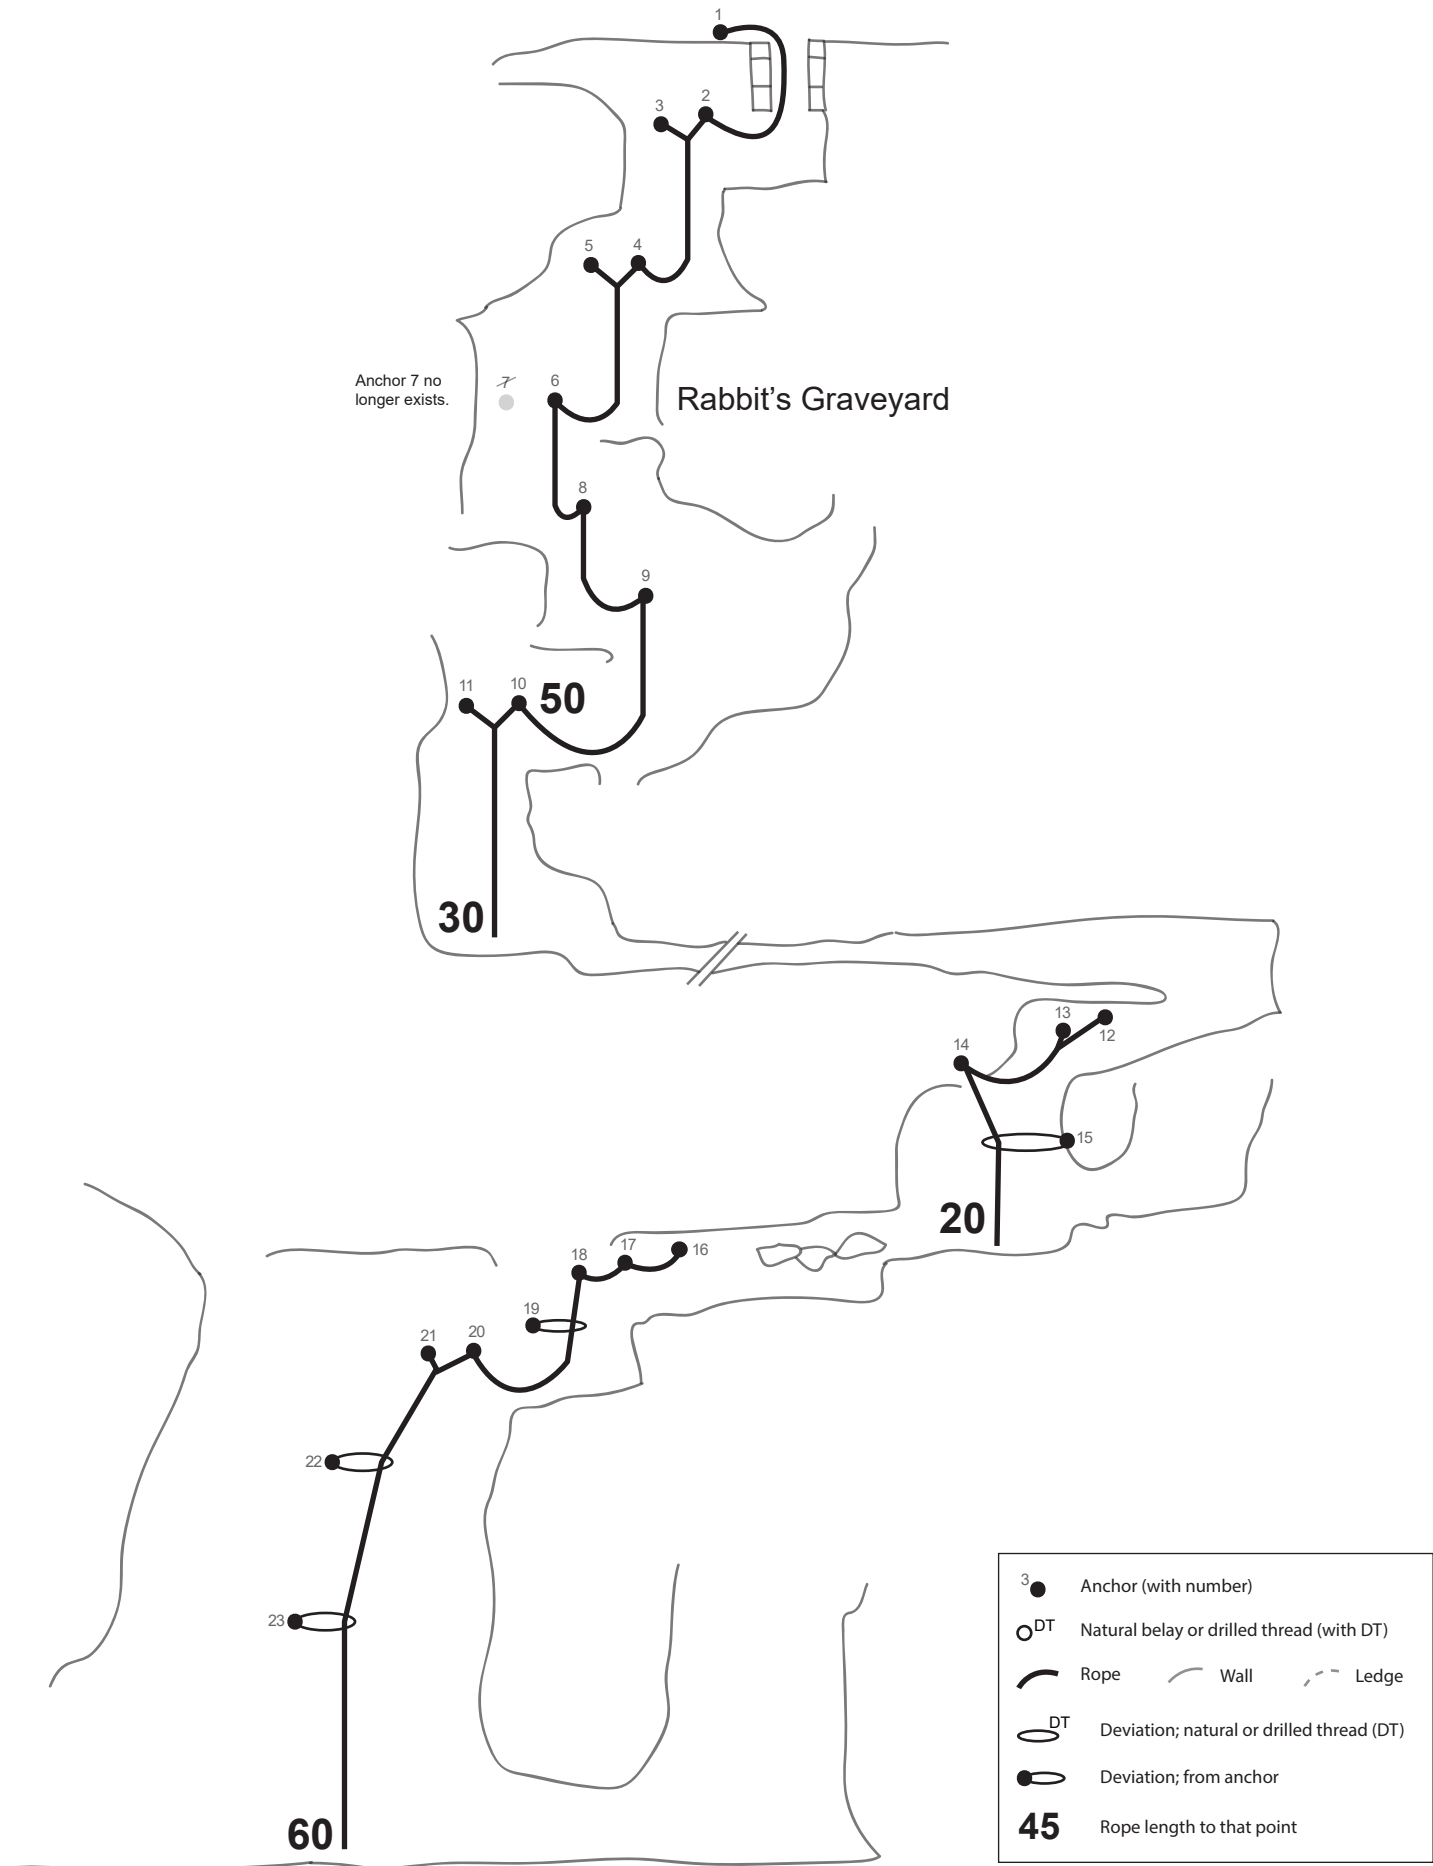 1
2
3
5
4
Anchor 7 no
longer exists.
7
6
Rabbit’s Graveyard
8
9
11
10
50
30
13
12
14
15
20
18
17
16
19
21
20
22
23
60
3
Anchor (with number)
DT
Natural belay or drilled thread (with DT)
Rope
Wall
Ledge
DT
Deviation; natural or drilled thread (DT)
Deviation; from anchor
45
Rope length to that point